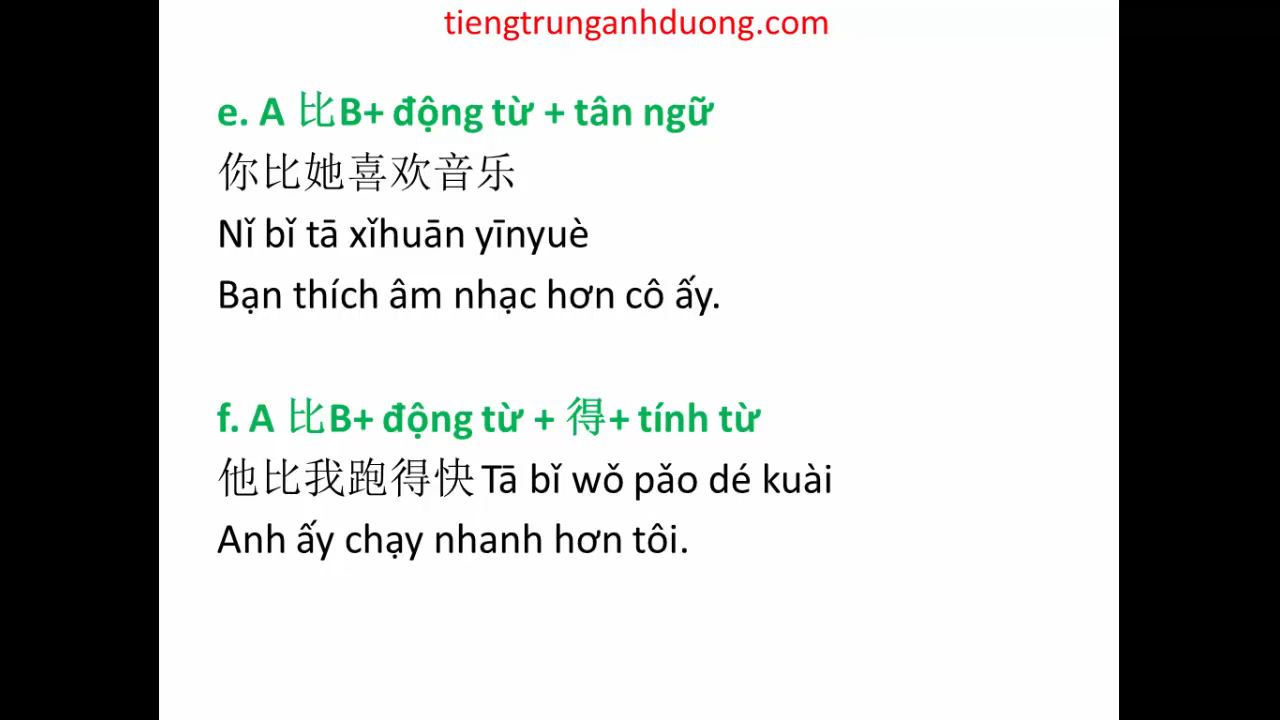 tiengtrunganhduong.com
e. A 比B+ động từ + tân ngữ
你比她喜欢音乐
Nǐ bǐ tā xǐhuān yīnyuè
Bạn thích âm nhạc hơn cô ấy.
f. A 比B+ động từ + 得+ tính từ
他比我跑得快 Tā bǐ wǒ pǎo dé kuài
Anh ấy chạy nhanh hơn tôi.